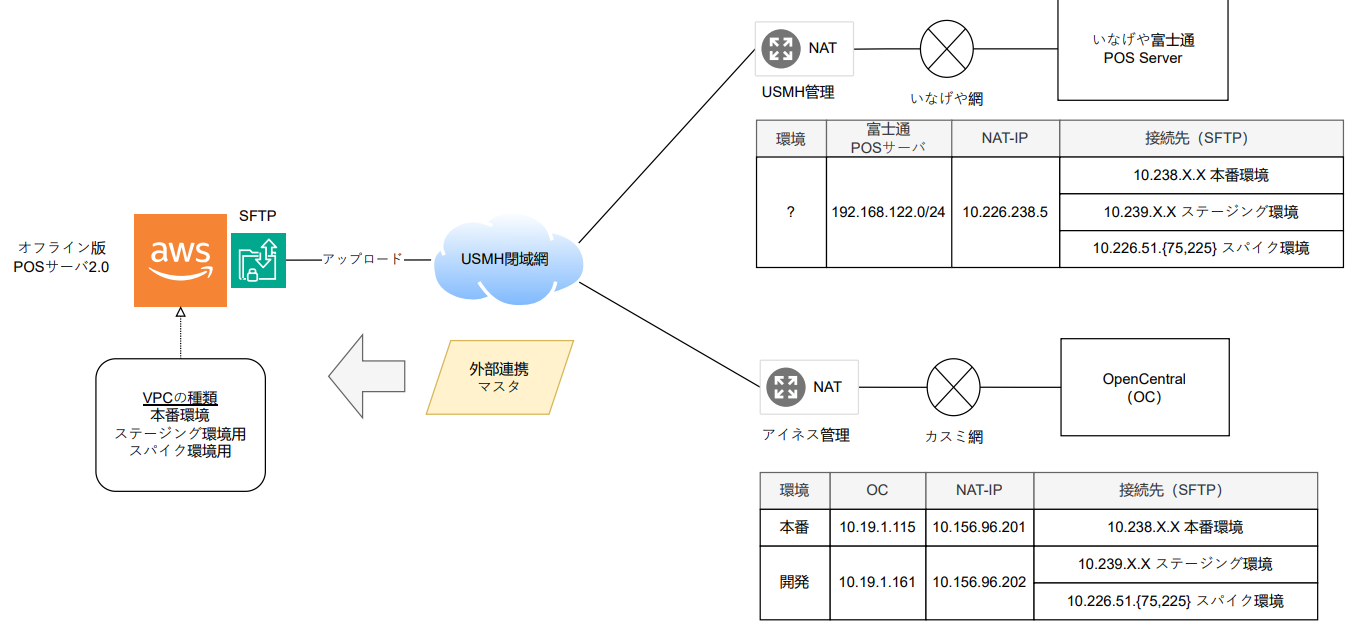 NAT
USMH管理
いなげや網
いなげや富士通
POS Server
環境
富士通
POSサーバ
NAT-IP
接続先（SFTP）
?
192.168.122.0/24
10.226.238.5
10.238.X.X 本番環境
10.239.X.X ステージング環境
10.226.51.{75,225} スパイク環境
オフライン版
POSサーバ2.0
aws
SFTP
アップロード
USMH閉域網
VPCの種類
本番環境
ステージング環境用
スパイク環境用
外部連携
マスタ
NAT
アイネス管理
カスミ網
OpenCentral
（OC）
環境
OC
NAT-IP
接続先（SFTP）
本番
10.19.1.115
10.156.96.201
10.238.X.X 本番環境
開発
10.19.1.161
10.156.96.202
10.239.X.X ステージング環境
10.226.51.{75,225} スパイク環境